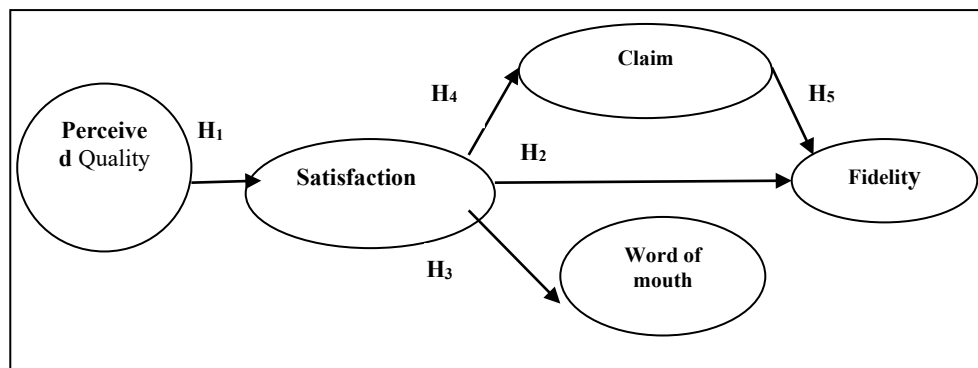 Claim
H4
H5
Perceive
d Quality
H1
H2
Satisfaction
Fidelity
H3
Word of
mouth